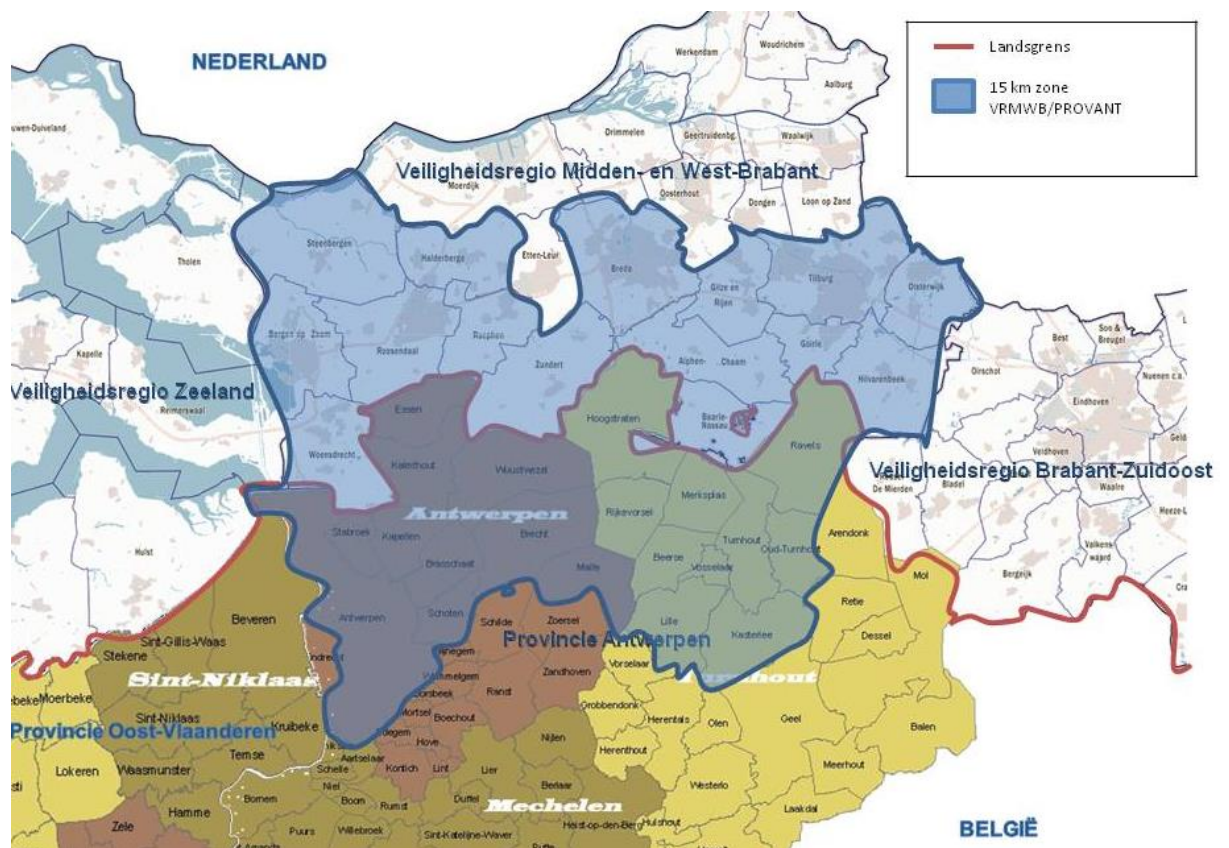 NEDERLAND
Landsgrens
15 km zone
VRMWB/PROVANT
Werkendam
Woudrichem
Aalburg
Drimmelen
Geertruidenbg.
Waalwijk
Veiligheidsregio Midden- en West-Brabant
Moerdijk
Oosterhout
Dongen
Loon op Zand
Tholen
Steenbergen
Halderberge
Etten-Leur
Breda
Gilze en
Rijen
Tilburg
Oisterwijk
Bergen op Zoom
Roosendaal
Rucphen
Zundert
Alphen-
Chaam
Goirle
Hilvarenbeek
Oirschot
Best
Son &
Breugel
Nuenen c.a.
Kapelle
Veiligheidsregio Zeeland
Reimerswaal
Essen
Hoogstraten
Baarle-
Nassau
Ravels
Eindhoven
Woensdrecht
Kalmthout
Wuustwezel
Veldhoven
Veiligheidsregio Brabant-Zuidoost
De Mierden
Bladel
Waalre
Heeze-L
Antwerpen
Merksplas
Rijkevorsel
Hulst
Stabroek
Kapellen
Brecht
Turnhout
Oud-Turnhout
Arendonk
Valkens-
waard
Beerse
Vosselaar
Brasschaat
Malle
Mol
Bergeijk
Beveren
Antwerpen
Schoten
Schilde
Zoersel
Lille
Kasterlee
Retie
Dessel
Sint-Gillis-Waas
Stekene
Provincie Antwerpen
Vorselaar
Zandhoven
Sint-Niklaas
Ranst
Moerbeke
Grobbendonk
Sint-Niklaas
Kruibeke
Mortsel
Boechout
Herentals
Olen
Geel
Balen
Provincie Oost-Vlaanderen
Hove
Nijlen
Herenthout
Temse
Aartselaar
Lokeren
Waasmunster
Schelle
Kontich
Lint
Lier
Meerhout
Niel
Berlaar
Westerlo
Hamme
Bornem
Boom
Rumst
Duffel
Mechelen
Laakdal
Zele
Puurs
Willebroek
Sint-Katelijne-Waver
Heist-op-den-Berg
Hulshout
BELGIË